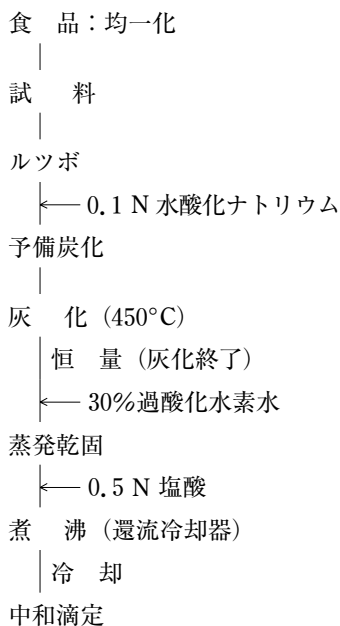 食　品：均一化
試　　料
ルツボ
0.1 N 水酸化ナトリウム
予備炭化
灰　　化（450°C）
恒　量（灰化終了）
30%過酸化水素水
蒸発乾固
0.5 N 塩酸
煮　　沸（還流冷却器）
冷　却
中和滴定